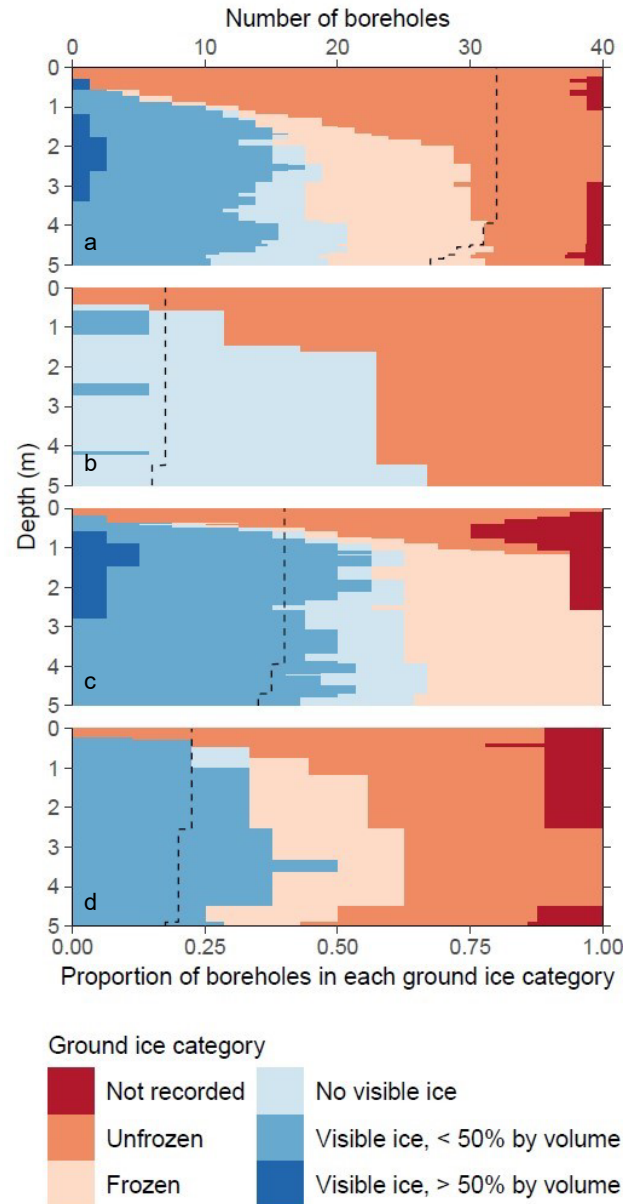 Number of boreholes
0 10 20 30 40
0
1
2
3
4
5
a
0
1
2
3
4
5
b
Depth (m)
0
1
2
3
4
5
c
0
1
2
3
4
5
d
0.00 0.25 0.50 0.75 1.00
Proportion of boreholes in each ground ice category
Ground ice category
Not recorded No visible ice
Unfrozen Visible ice, < 50% by volume
Frozen Visible ice, > 50% by volume